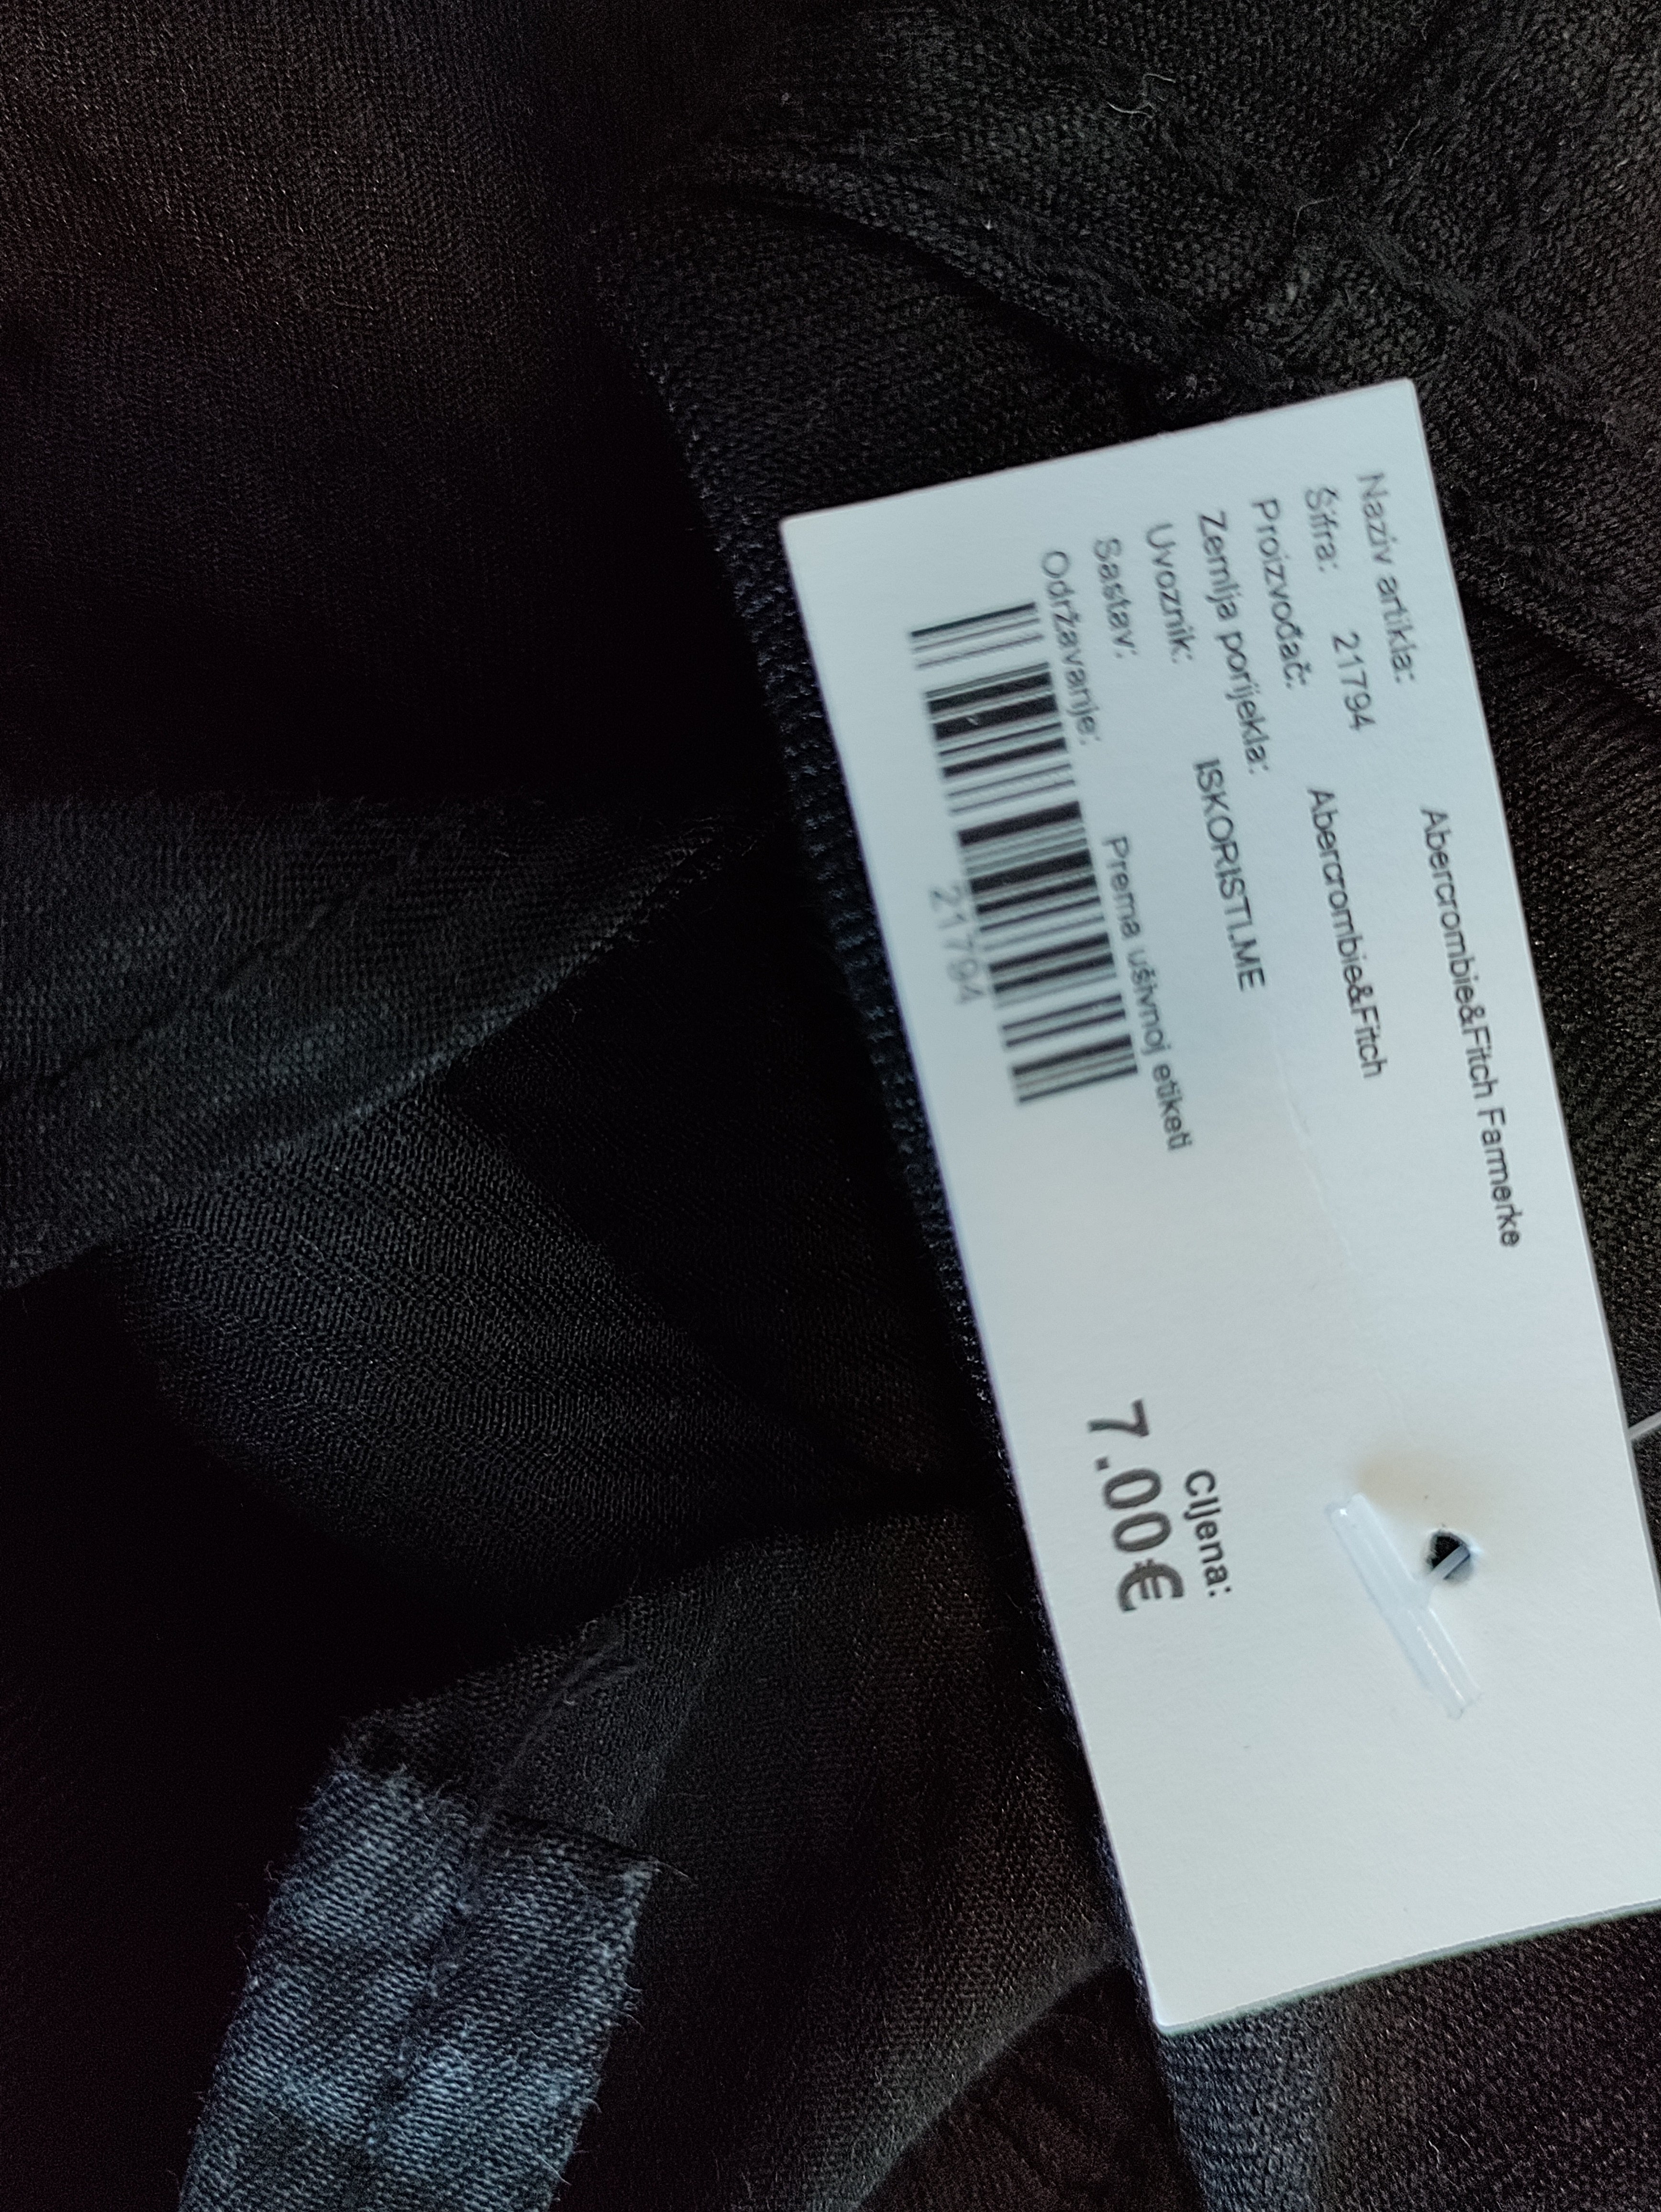 Naziv artikla: Abercrombie&Fitch Farmerke
Šifra: 21794
Proizvođač: Abercrombie&Fitch
Zemlja porijekla:
Uvoznik: ISKORISTI.ME
Sastav:
Održavanje: Prema ušivnoj etiketi
21794
Cijena:
7.00€